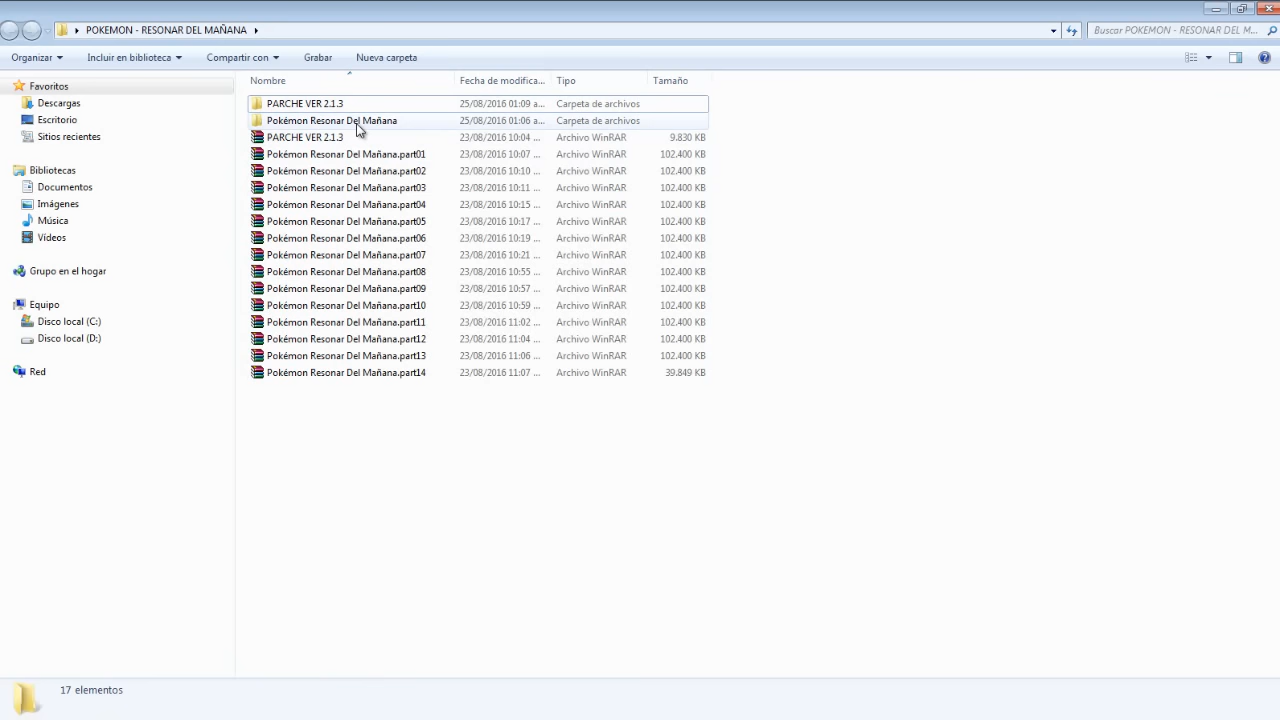 POKEMON - RESONAR DEL MAÑANA
Buscar POKEMON - RESONAR DEL M...
Organizar Incluir en biblioteca Compartir con Grabar Nueva carpeta
Nombre Fecha de modifica... Tipo Tamaño
Favoritos
Descargas
Escritorio
Sitios recientes
Bibliotecas
Documentos
Imágenes
Música
Vídeos
Grupo en el hogar
Equipo
Disco local (C:)
Disco local (D:)
Red
PARCHE VER 2.1.3 25/08/2016 01:09 a... Carpeta de archivos
Pokémon Resonar Del Mañana 25/08/2016 01:06 a... Carpeta de archivos
PARCHE VER 2.1.3 23/08/2016 10:04 ... Archivo WinRAR 9.830 KB
Pokémon Resonar Del Mañana.part01 23/08/2016 10:07 ... Archivo WinRAR 102.400 KB
Pokémon Resonar Del Mañana.part02 23/08/2016 10:10 ... Archivo WinRAR 102.400 KB
Pokémon Resonar Del Mañana.part03 23/08/2016 10:11 ... Archivo WinRAR 102.400 KB
Pokémon Resonar Del Mañana.part04 23/08/2016 10:15 ... Archivo WinRAR 102.400 KB
Pokémon Resonar Del Mañana.part05 23/08/2016 10:17 ... Archivo WinRAR 102.400 KB
Pokémon Resonar Del Mañana.part06 23/08/2016 10:19 ... Archivo WinRAR 102.400 KB
Pokémon Resonar Del Mañana.part07 23/08/2016 10:21 ... Archivo WinRAR 102.400 KB
Pokémon Resonar Del Mañana.part08 23/08/2016 10:55 ... Archivo WinRAR 102.400 KB
Pokémon Resonar Del Mañana.part09 23/08/2016 10:57 ... Archivo WinRAR 102.400 KB
Pokémon Resonar Del Mañana.part10 23/08/2016 10:59 ... Archivo WinRAR 102.400 KB
Pokémon Resonar Del Mañana.part11 23/08/2016 11:02 ... Archivo WinRAR 102.400 KB
Pokémon Resonar Del Mañana.part12 23/08/2016 11:04 ... Archivo WinRAR 102.400 KB
Pokémon Resonar Del Mañana.part13 23/08/2016 11:06 ... Archivo WinRAR 102.400 KB
Pokémon Resonar Del Mañana.part14 23/08/2016 11:07 ... Archivo WinRAR 39.849 KB
17 elementos